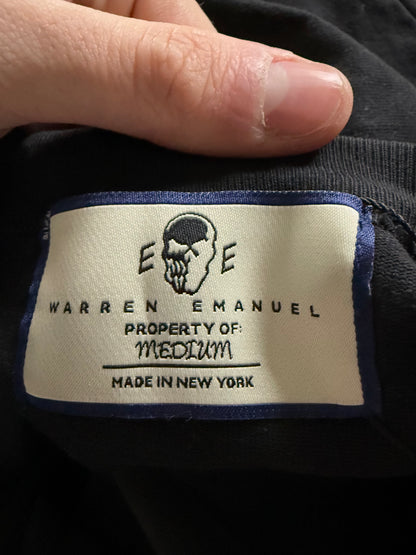 E E
WARREN EMANUEL
PROPERTY OF:
MEDIUM
MADE IN NEW YORK